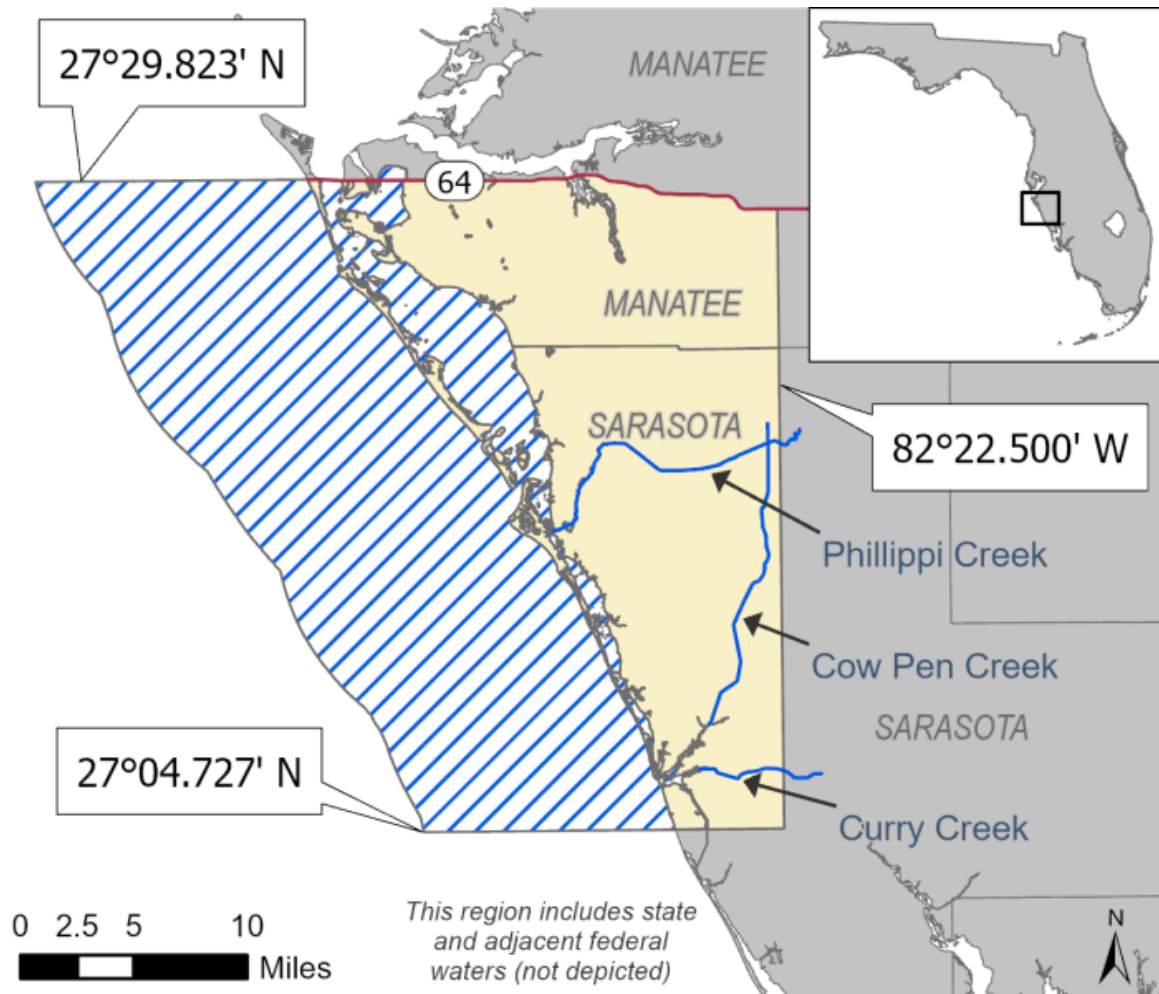 27°29.823' N
MANATEE
64
MANATEE
SARASOTA
82°22.500' W
Phillippi Creek
Cow Pen Creek
SARASOTA
27°04.727' N
Curry Creek
0 2.5 5 10
Miles
This region includes state
and adjacent federal
waters (not depicted)
N